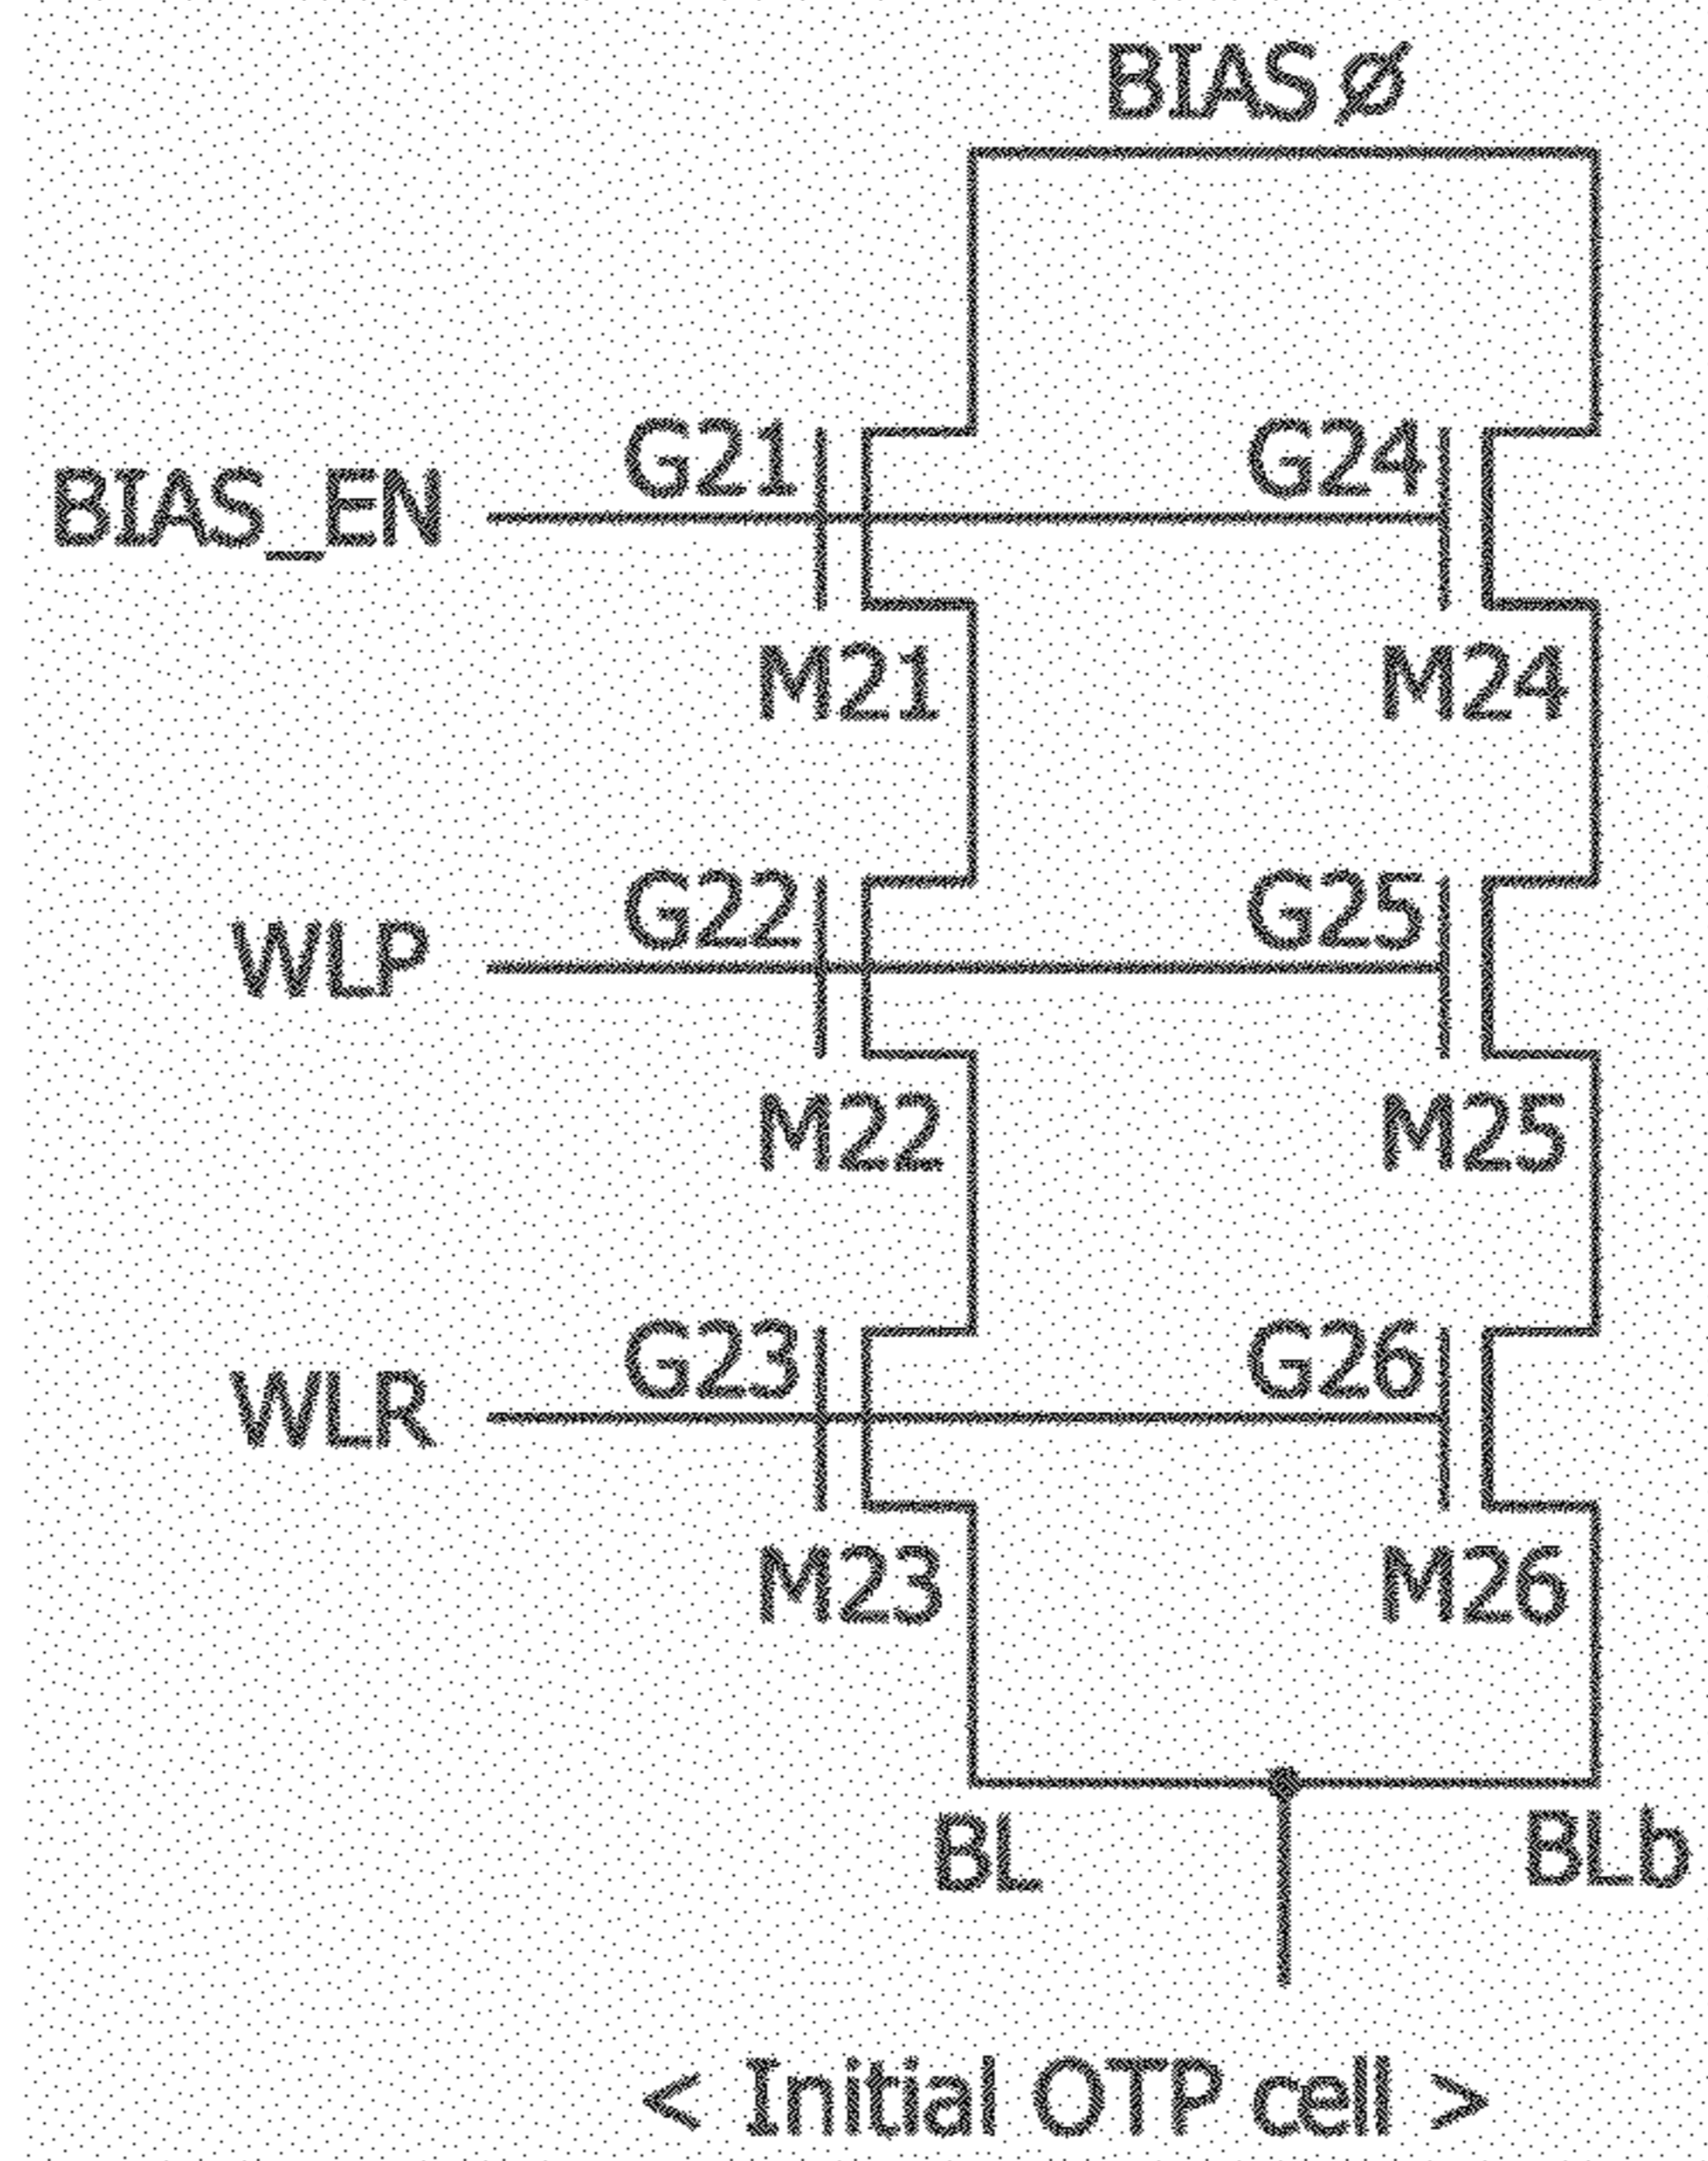 BIAS Ø
G21
G24
BIAS_EN
M21
M24
G22
G25
WLP
M22
M25
G23
G26
WLR
M23
M26
BL
BLb
< Initial OTP cell >